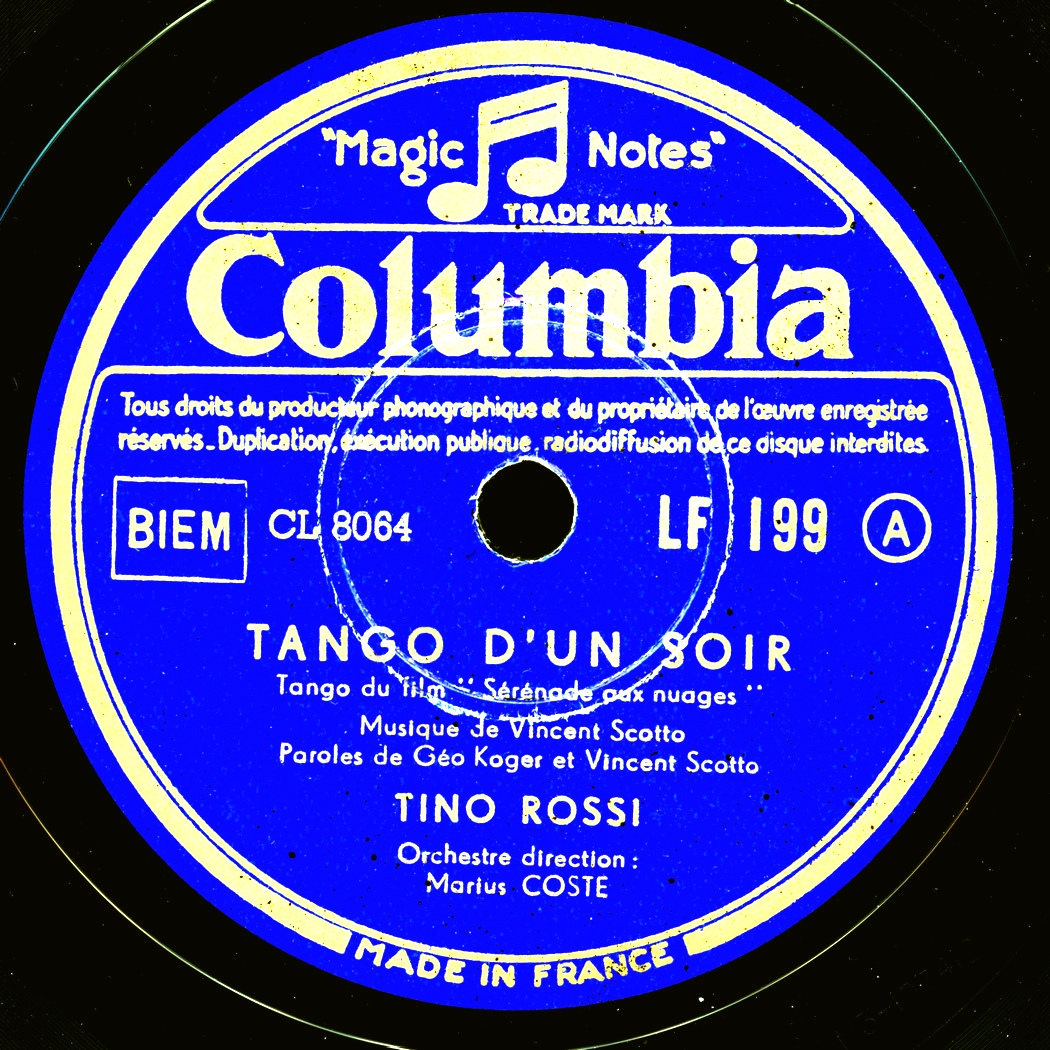 "Magic Notes"
TRADE MARK
Columbia
Tous droits du producteur phonographique et du propriétaire de l'œuvre enregistrée
réservés_Duplication, exécution publique, radiodiffusion de ce disque interdites.
BIEM CL 8064 LF 199 A
TANGO D'UN SOIR
Tango du film "Sérénade aux nuages"
Musique de Vincent Scotto
Paroles de Géo Koger et Vincent Scotto
TINO ROSSI
Orchestre direction :
Marius COSTE
MADE IN FRANCE